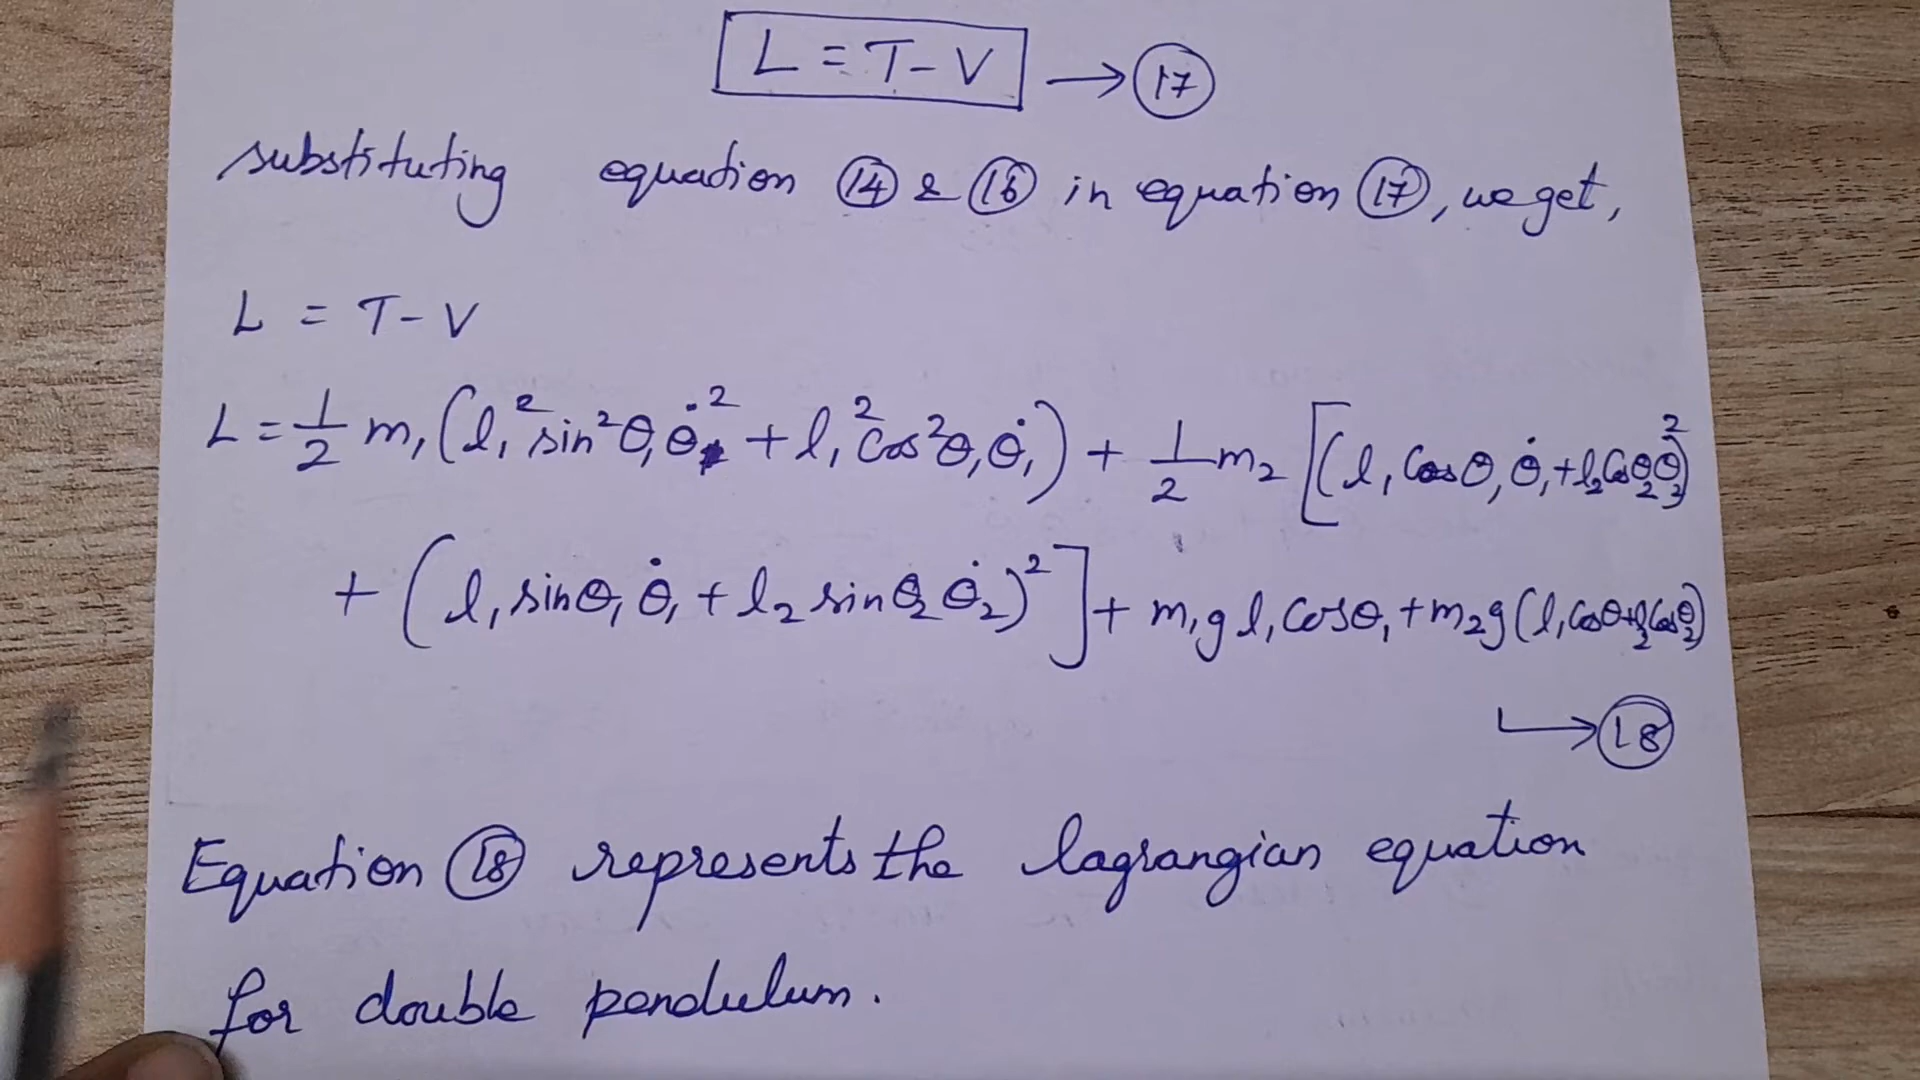 L = T - V → (17)
substituting equation (14) & (16) in equation (17), we get,
L = T - V
L = 1/2 m₁ (l₁² sin²θ₁ θ̇² + l₁² cos²θ₁ θ̇₁) + 1/2 m₂ [(l₁ cosθ₁ θ̇₁ + l₂ cosθ₂ θ̇₂)²
+ (l₁ sinθ₁ θ̇₁ + l₂ sinθ₂ θ̇₂)²] + m₁ g l₁ cosθ₁ + m₂ g (l₁ cosθ + l₂ cosθ₂)
↳ (18)
Equation (18) represents the lagrangian equation
for double pendulum.